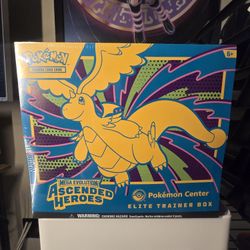 Pokémon
TRADING CARD GAME
6+
MEGA EVOLUTION
ASCENDED
HEROES
Pokémon Center
ELITE TRAINER BOX
WARNING: